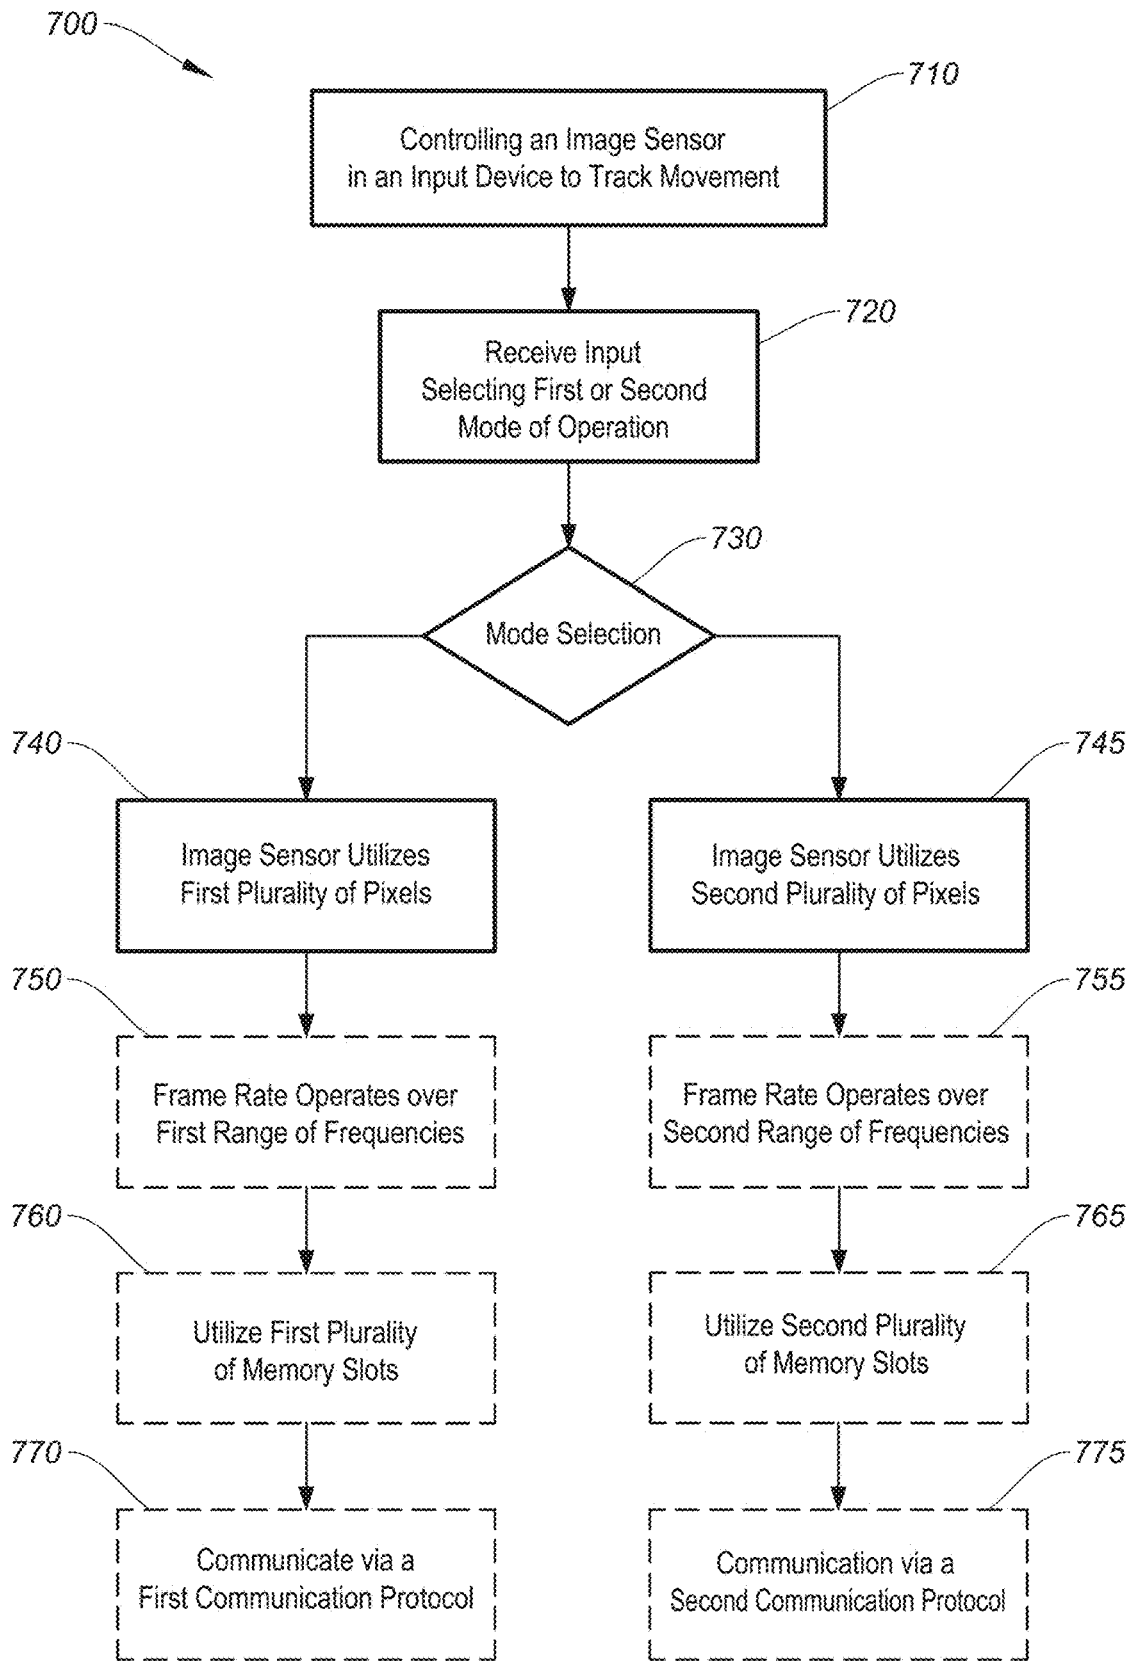 700
710
Controlling an Image Sensor
in an Input Device to Track Movement
720
Receive Input
Selecting First or Second
Mode of Operation
730
Mode Selection
740
745
Image Sensor Utilizes
First Plurality of Pixels
Image Sensor Utilizes
Second Plurality of Pixels
750
755
Frame Rate Operates over
First Range of Frequencies
Frame Rate Operates over
Second Range of Frequencies
760
765
Utilize First Plurality
of Memory Slots
Utilize Second Plurality
of Memory Slots
770
775
Communicate via a
First Communication Protocol
Communication via a
Second Communication Protocol